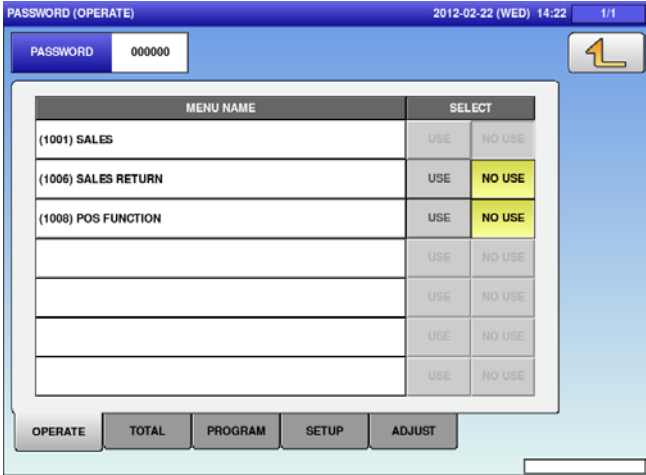 PASSWORD (OPERATE) 2012-02-22 (WED) 14:22 1/1
PASSWORD 000000
MENU NAME SELECT
(1001) SALES USE NO USE
(1006) SALES RETURN USE NO USE
(1008) POS FUNCTION USE NO USE
USE NO USE
USE NO USE
USE NO USE
USE NO USE
OPERATE TOTAL PROGRAM SETUP ADJUST